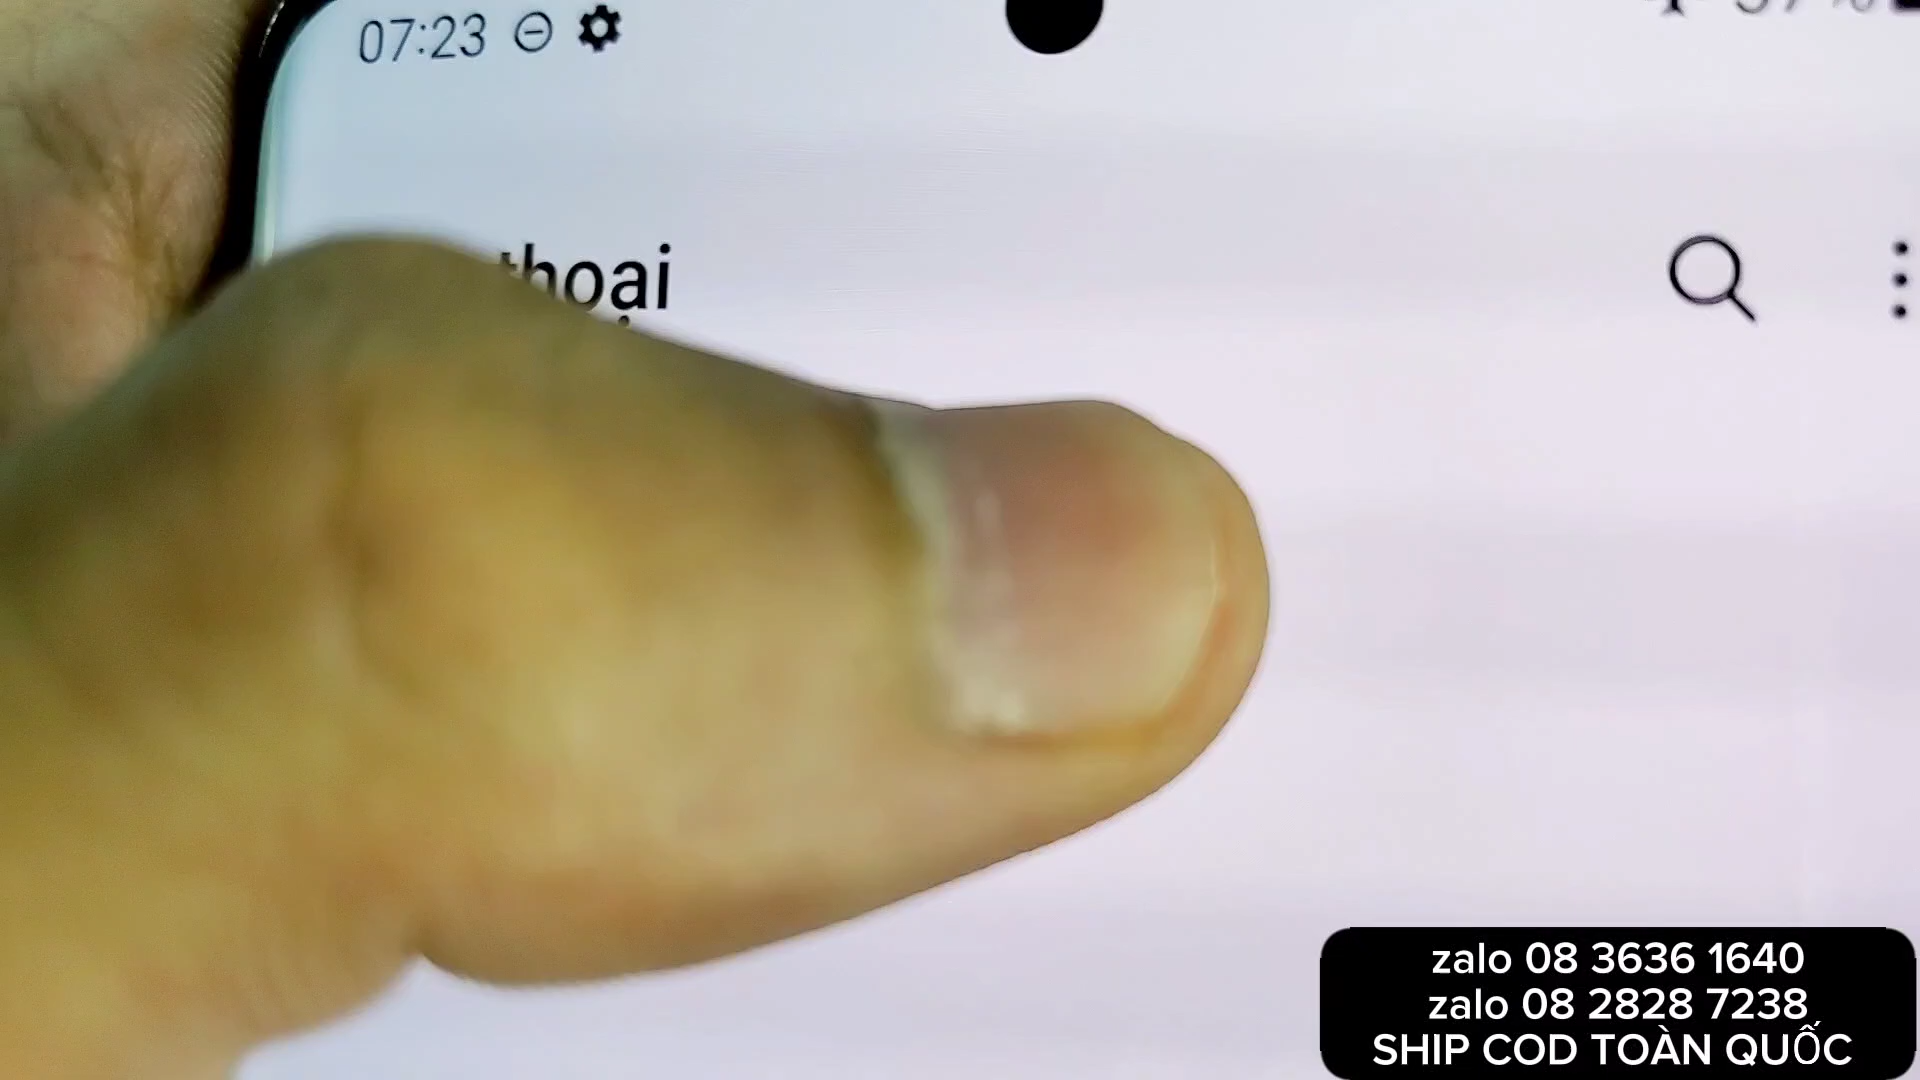 07:23
thoại
zalo 08 3636 1640
zalo 08 2828 7238
SHIP COD TOÀN QUỐC